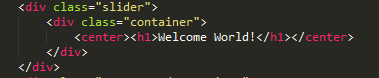 <div class="slider">
<div class="container">
<center><h1>Welcome World!</h1></center>
</div>
</div>